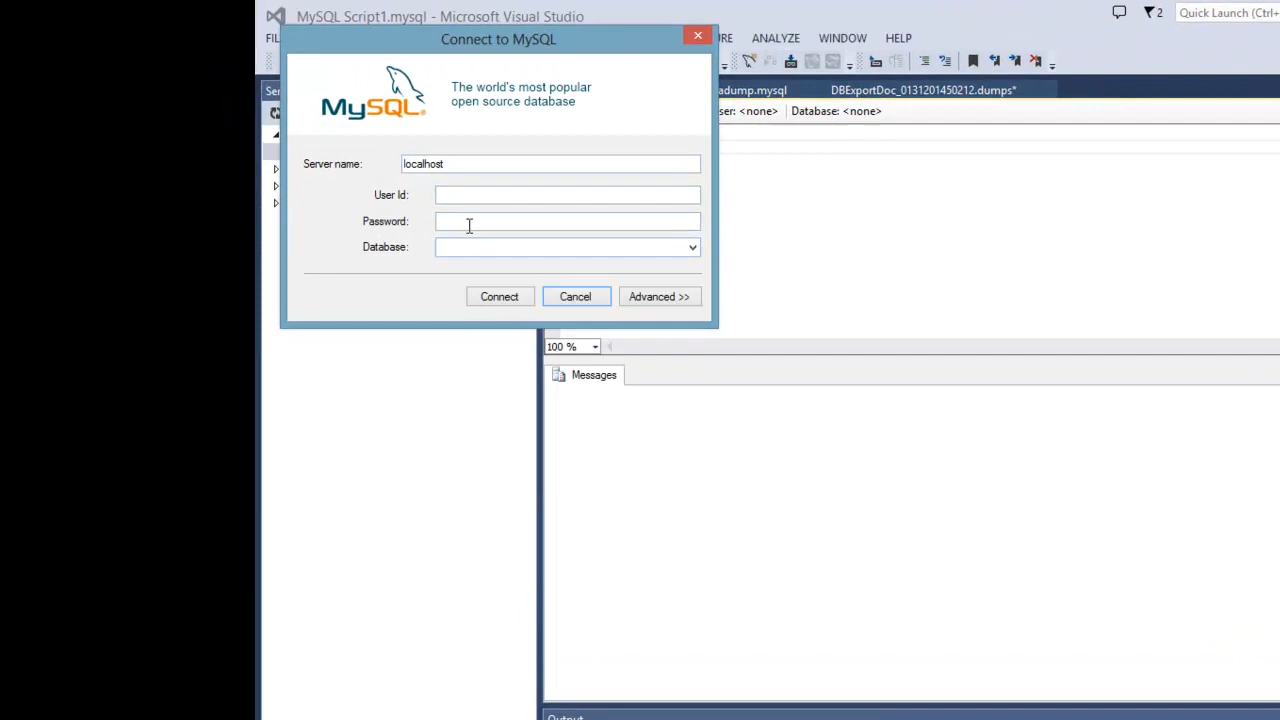 MySQL Script1.mysql - Microsoft Visual Studio
2
Quick Launch (Ctrl+
Connect to MySQL
ANALYZE WINDOW HELP
MySQL®
The world's most popular
open source database
adump.mysql
DBExportDoc_0131201450212.dumps*
ser: <none> Database: <none>
Server name: localhost
User Id:
Password:
Database:
Connect Cancel Advanced >>
100 %
Messages
Output